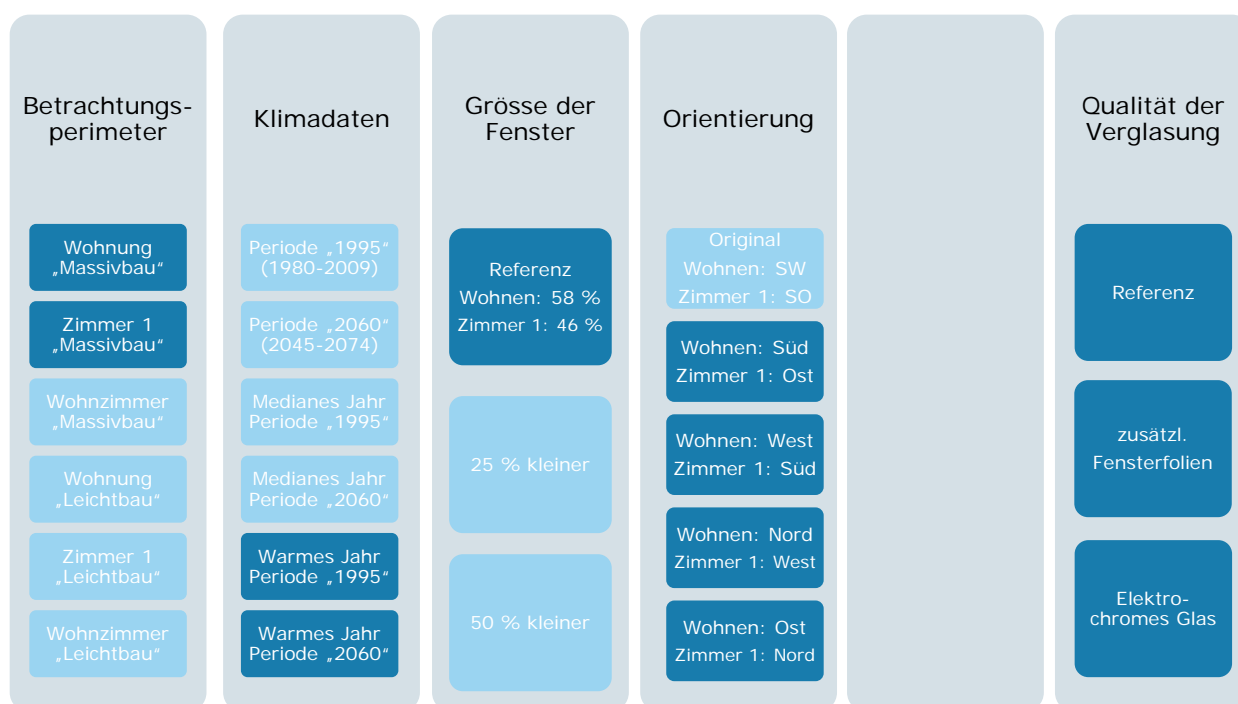 Betrachtungs-
perimeter
Wohnung
„Massivbau“
Zimmer 1
„Massivbau“
Wohnzimmer
„Massivbau“
Wohnung
„Leichtbau“
Zimmer 1
„Leichtbau“
Wohnzimmer
„Leichtbau“
Klimadaten
Periode „1995“
(1980-2009)
Periode „2060“
(2045-2074)
Medianes Jahr
Periode „1995“
Medianes Jahr
Periode „2060“
Warmes Jahr
Periode „1995“
Warmes Jahr
Periode „2060“
Grösse der
Fenster
Referenz
Wohnen: 58 %
Zimmer 1: 46 %
25 % kleiner
50 % kleiner
Orientierung
Original
Wohnen: SW
Zimmer 1: SO
Wohnen: Süd
Zimmer 1: Ost
Wohnen: West
Zimmer 1: Süd
Wohnen: Nord
Zimmer 1: West
Wohnen: Ost
Zimmer 1: Nord
Qualität der
Verglasung
Referenz
zusätzl.
Fensterfolien
Elektro-
chromes Glas